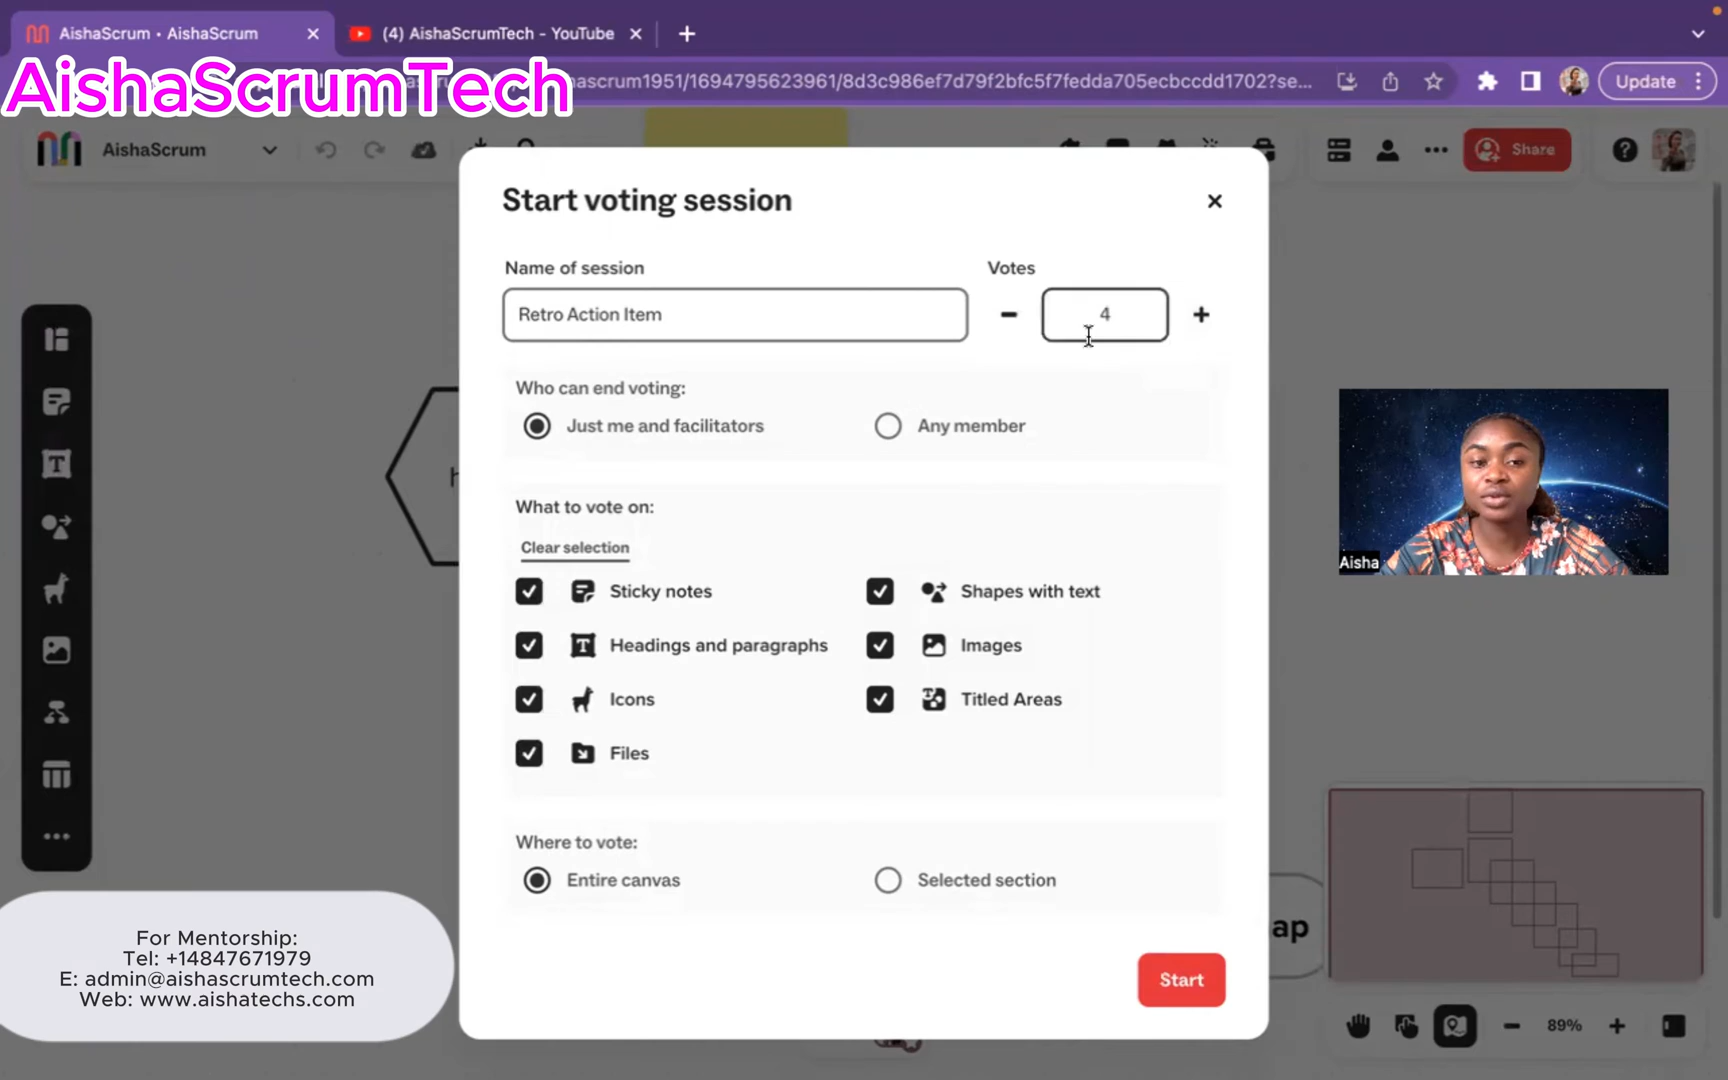 AishaScrum • AishaScrum
(4) AishaScrumTech - YouTube
AishaScrumTech
ascrum1951/1694795623961/8d3c986ef7d79f2bfc5f7fedda705ecbccdd1702?se...
Update
AishaScrum
Share
Start voting session
Name of session
Votes
Retro Action Item
4
Who can end voting:
Just me and facilitators
Any member
What to vote on:
Clear selection
Sticky notes
Shapes with text
Headings and paragraphs
Images
Icons
Titled Areas
Files
Where to vote:
Entire canvas
Selected section
Start
Aisha
ap
For Mentorship:
Tel: +14847671979
E: admin@aishascrumtech.com
Web: www.aishatechs.com
89%